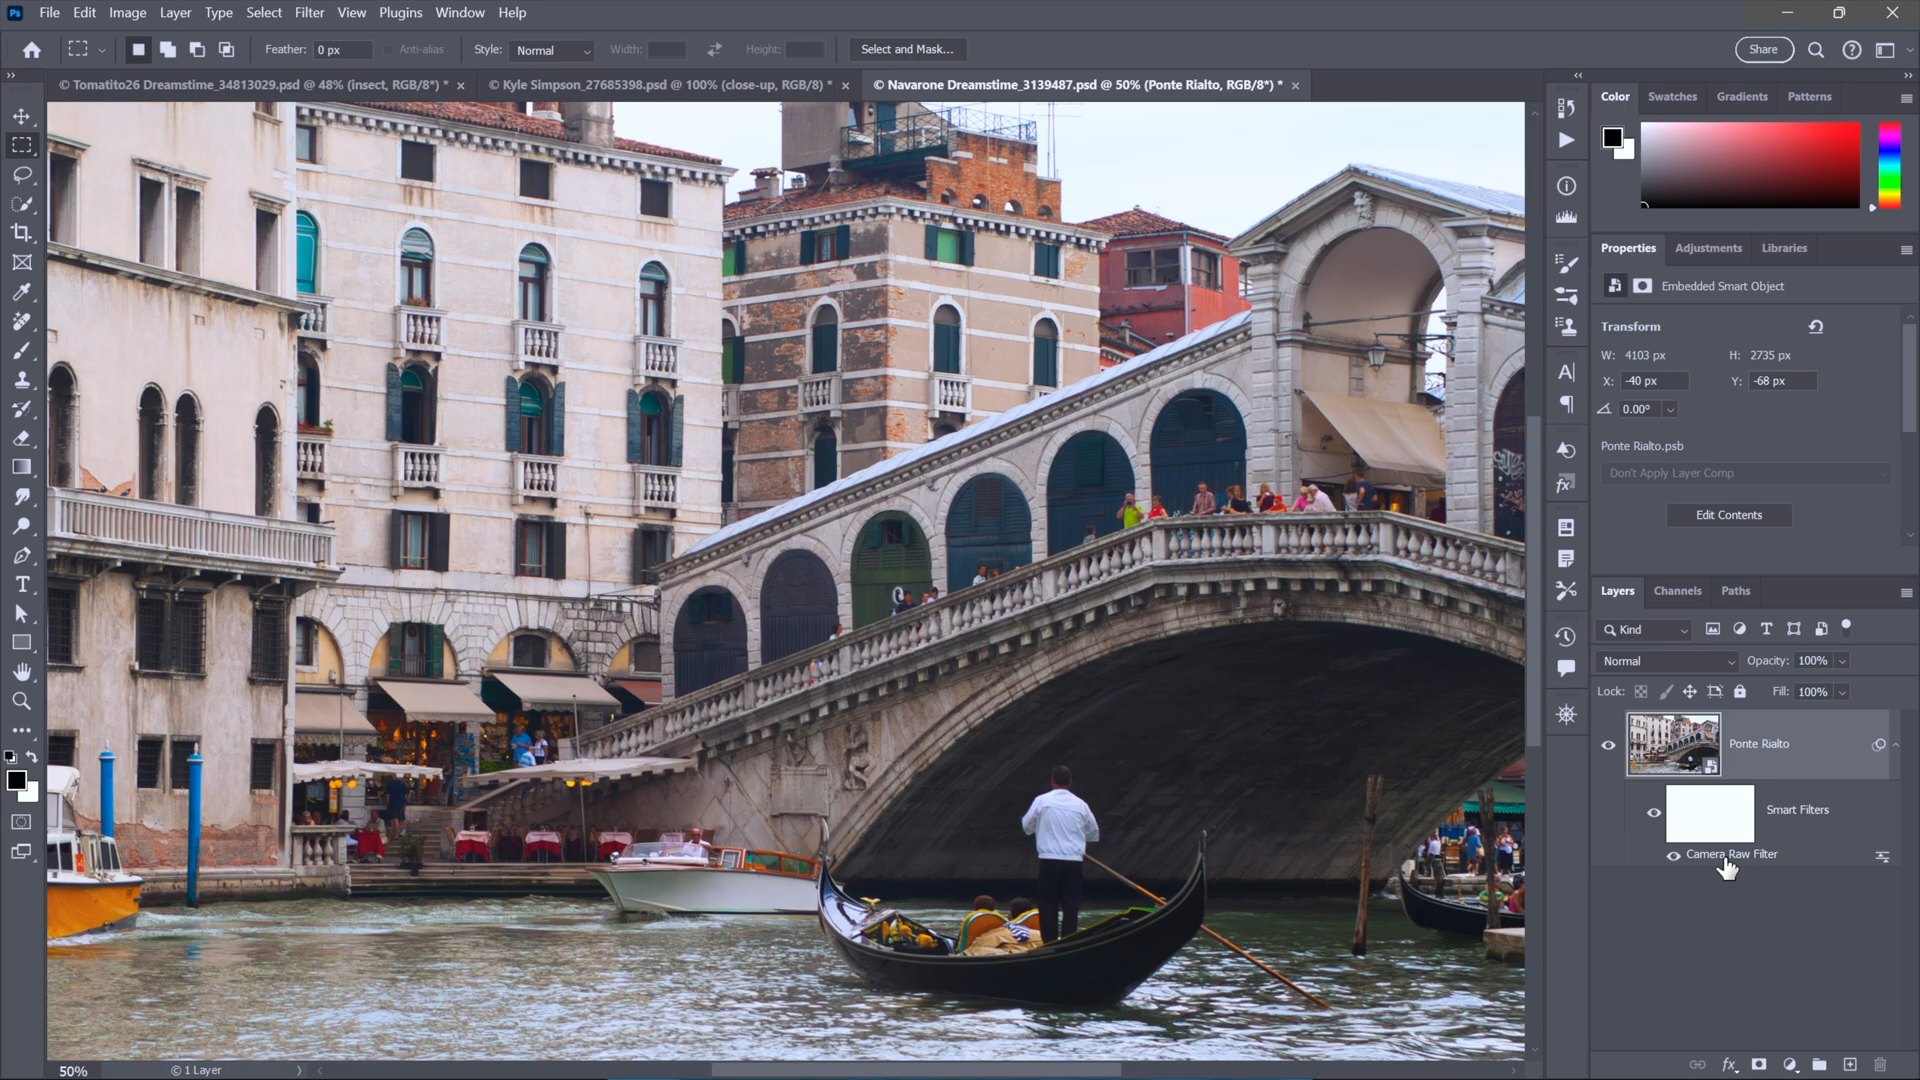 Ps File Edit Image Layer Type Select Filter View Plugins Window Help
Feather: 0 px Anti-alias Style: Normal Width: Height: Select and Mask... Share
© Tomatito26 Dreamstime_34813029.psd @ 48% (insect, RGB/8*) * × © Kyle Simpson_27685398.psd @ 100% (close-up, RGB/8) * × © Navarone Dreamstime_3139487.psd @ 50% (Ponte Rialto, RGB/8*) * ×
Color Swatches Gradients Patterns
Properties Adjustments Libraries
Embedded Smart Object
Transform
W: 4103 px H: 2735 px
X: -40 px Y: -68 px
0.00°
Ponte Rialto.psb
Don't Apply Layer Comp
Edit Contents
Layers Channels Paths
Kind
Normal Opacity: 100%
Lock: Fill: 100%
Ponte Rialto
Smart Filters
Camera Raw Filter
50% © 1 Layer